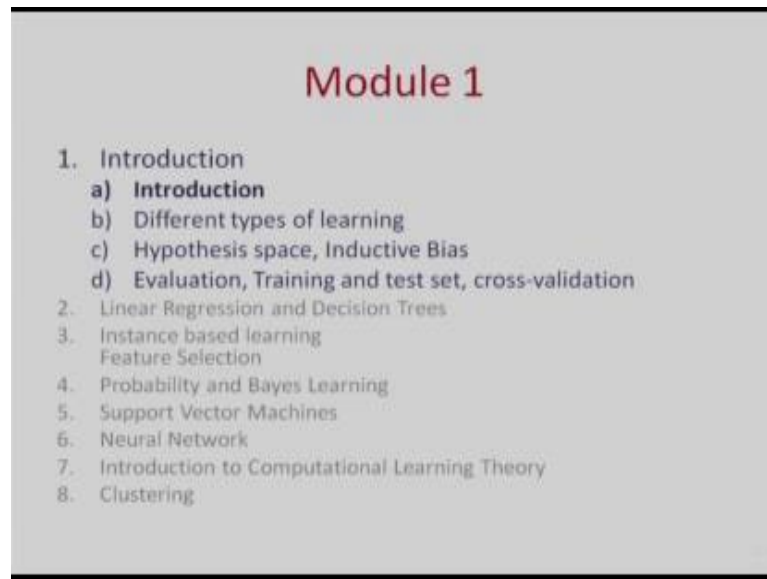 Module 1
1. Introduction
a) Introduction
b) Different types of learning
c) Hypothesis space, Inductive Bias
d) Evaluation, Training and test set, cross-validation
2. Linear Regression and Decision Trees
3. Instance based learning
Feature Selection
4. Probability and Bayes Learning
5. Support Vector Machines
6. Neural Network
7. Introduction to Computational Learning Theory
8. Clustering